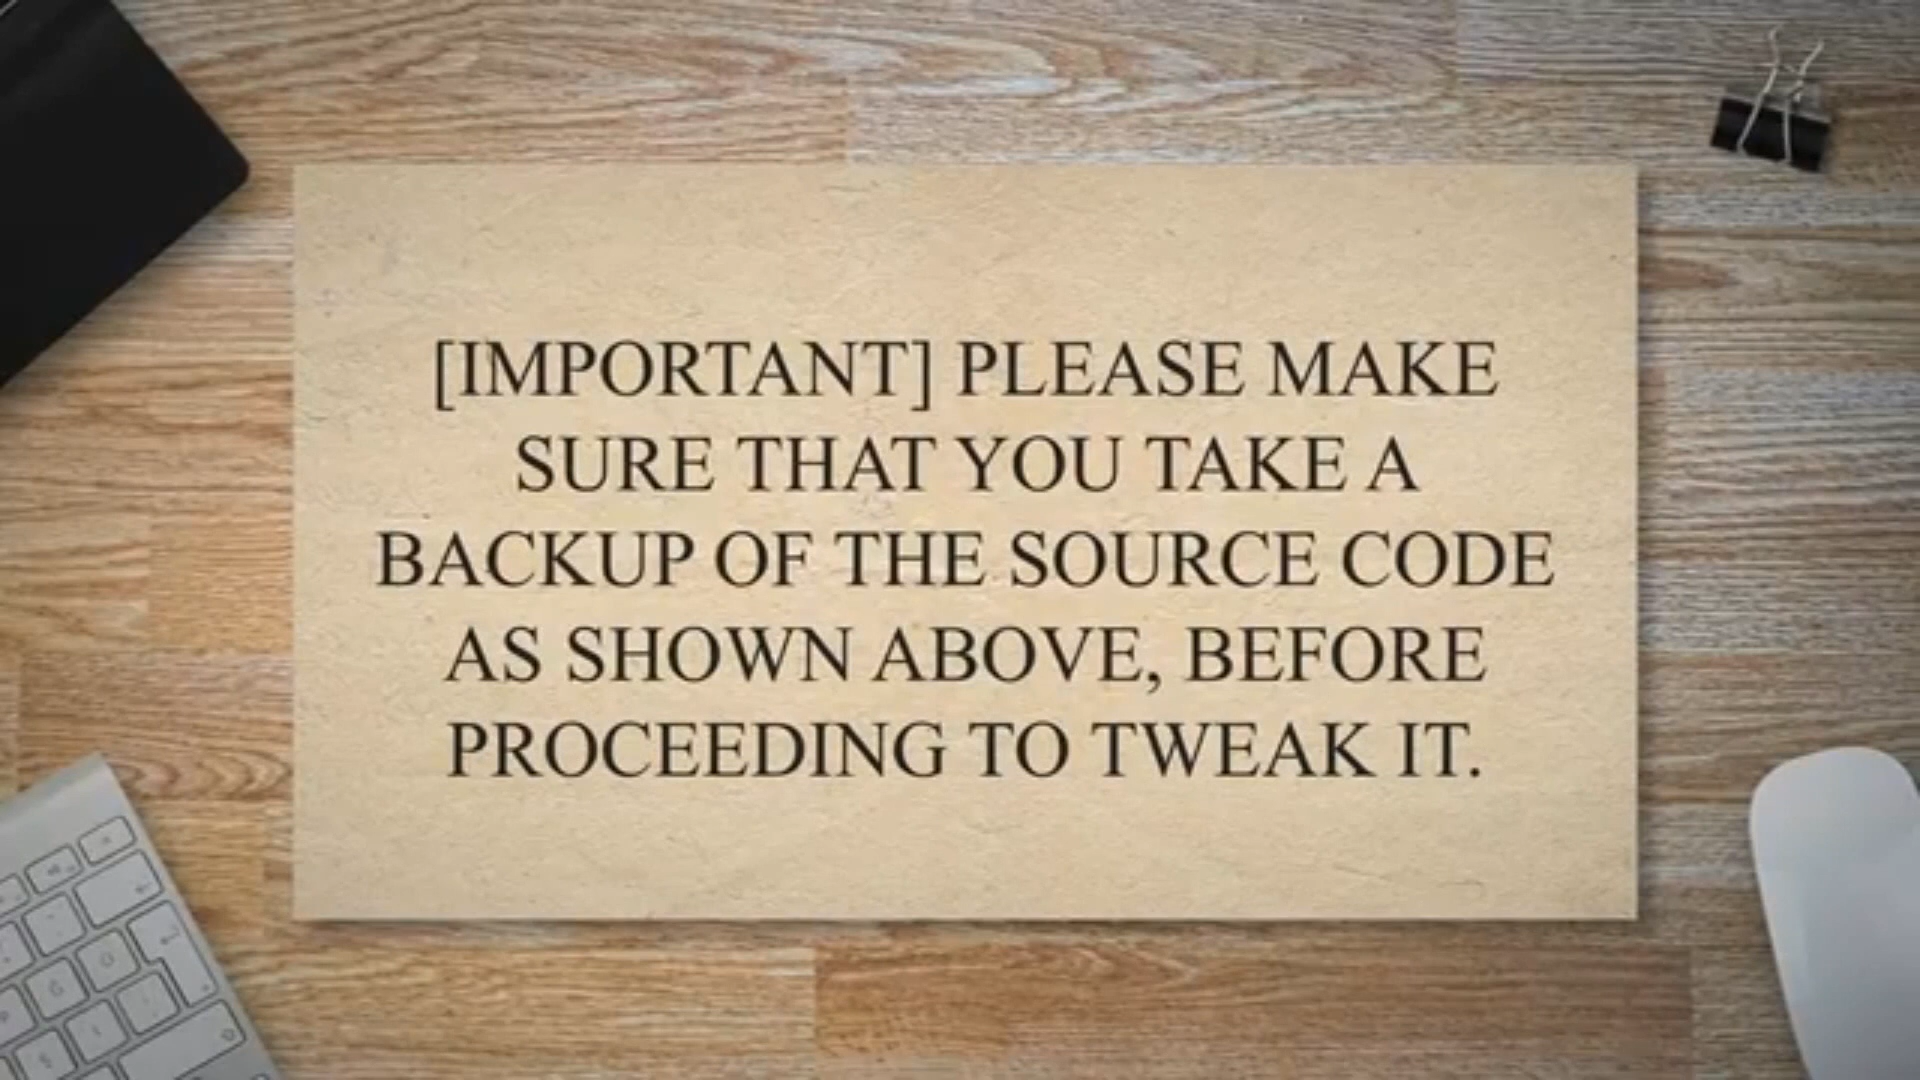 [IMPORTANT] PLEASE MAKE
SURE THAT YOU TAKE A
BACKUP OF THE SOURCE CODE
AS SHOWN ABOVE, BEFORE
PROCEEDING TO TWEAK IT.